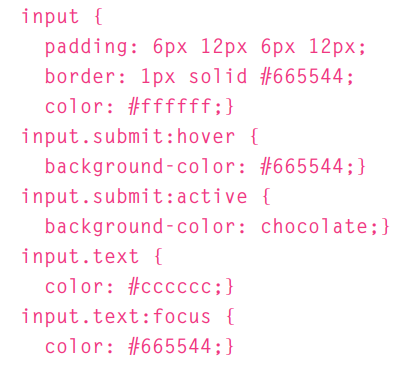 input {
padding: 6px 12px 6px 12px;
border: 1px solid #665544;
color: #ffffff;}
input.submit:hover {
background-color: #665544;}
input.submit:active {
background-color: chocolate;}
input.text {
color: #cccccc;}
input.text:focus {
color: #665544;}